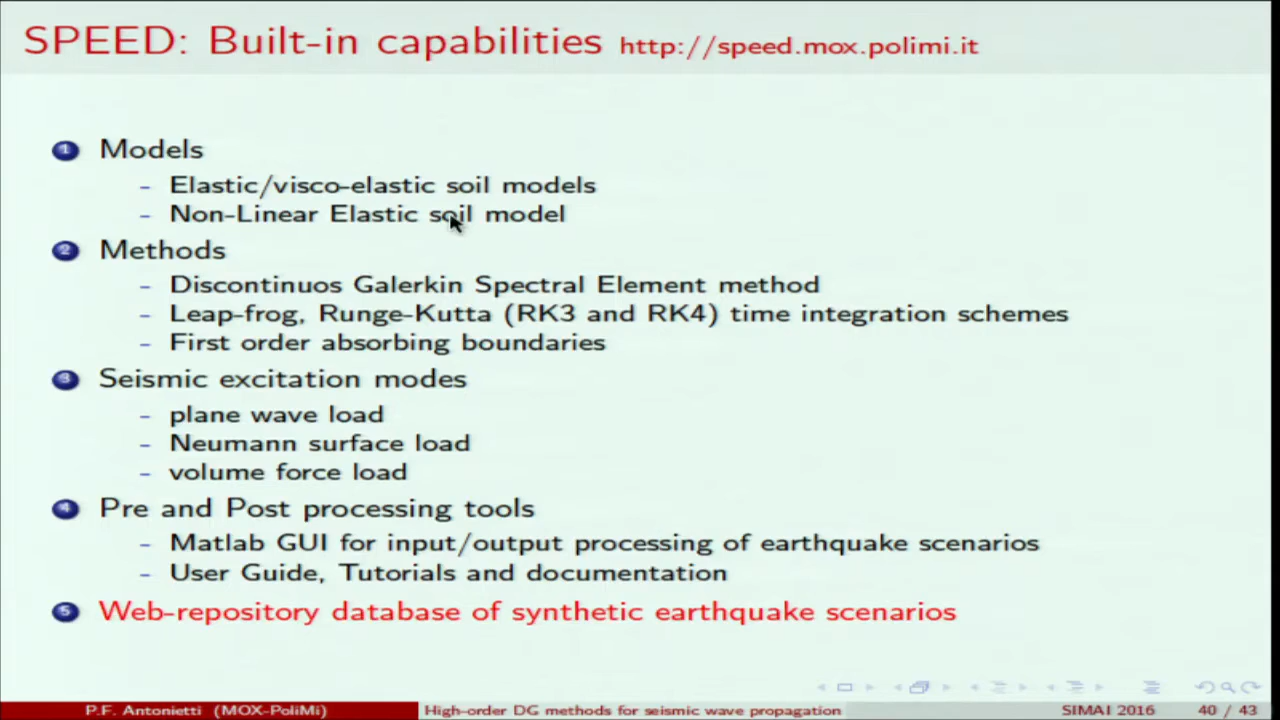 SPEED: Built-in capabilities http://speed.mox.polimi.it
1 Models
- Elastic/visco-elastic soil models
- Non-Linear Elastic soil model
2 Methods
- Discontinuos Galerkin Spectral Element method
- Leap-frog, Runge-Kutta (RK3 and RK4) time integration schemes
- First order absorbing boundaries
3 Seismic excitation modes
- plane wave load
- Neumann surface load
- volume force load
4 Pre and Post processing tools
- Matlab GUI for input/output processing of earthquake scenarios
- User Guide, Tutorials and documentation
5 Web-repository database of synthetic earthquake scenarios
P.F. Antonietti (MOX-PoliMi) High-order DG methods for seismic wave propagation SIMAI 2016 40 / 43